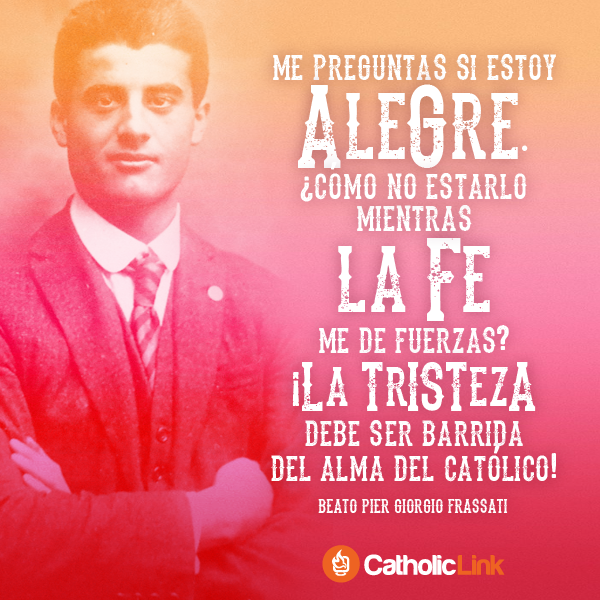 ME PREGUNTAS SI ESTOY
ALEGRE.
¿COMO NO ESTARLO
MIENTRAS
LA FE
ME DE FUERZAS?
¡LA TRISTEZA
DEBE SER BARRIDA
DEL ALMA DEL CATÓLICO!
BEATO PIER GIORGIO FRASSATI
CatholicLink